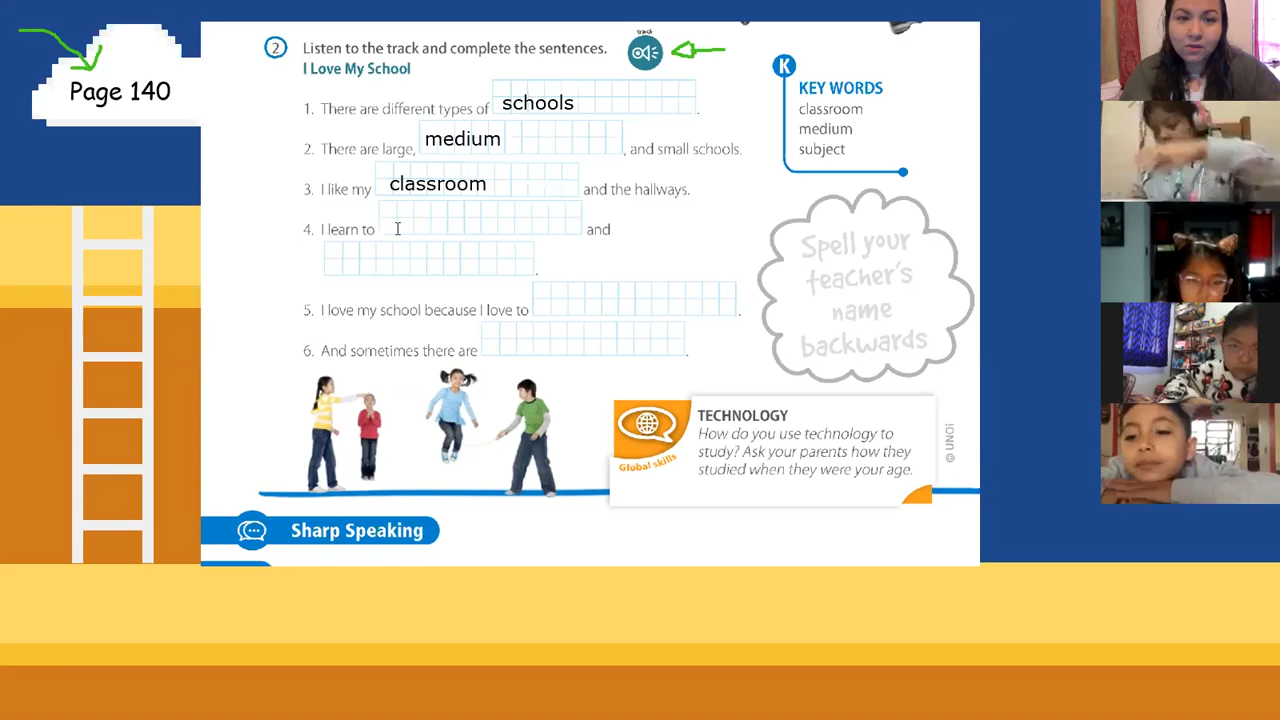 Page 140
2 Listen to the track and complete the sentences.
track
I Love My School
1. There are different types of schools.
2. There are large, medium, and small schools.
3. I like my classroom and the hallways.
4. I learn to and
.
5. I love my school because I love to .
6. And sometimes there are .
K
KEY WORDS
classroom
medium
subject
Spell your
teacher's
name
backwards
Global skills
TECHNOLOGY
How do you use technology to
study? Ask your parents how they
studied when they were your age.
© UNOi
Sharp Speaking